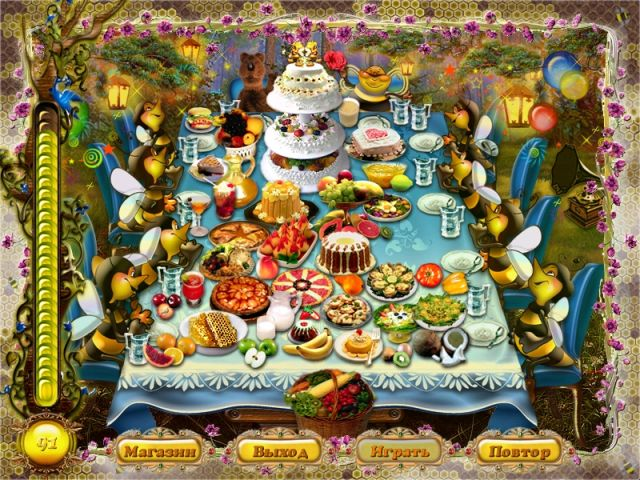 41
Магазин
Выход
Играть
Повтор